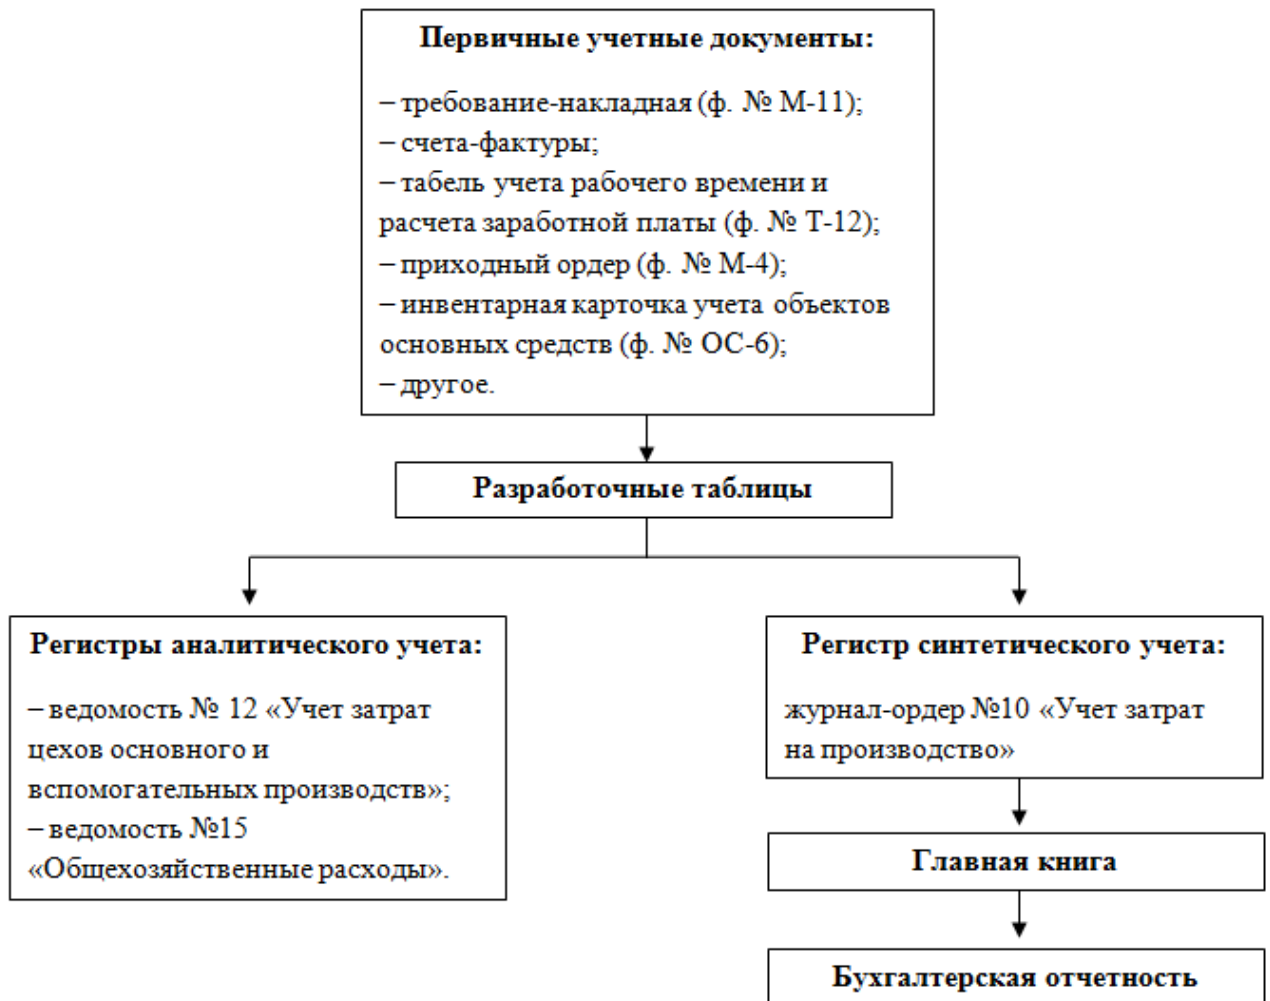 Первичные учетные документы:
– требование-накладная (ф. № М-11);
– счета-фактуры;
– табель учета рабочего времени и
расчета заработной платы (ф. № Т-12);
– приходный ордер (ф. № М-4);
– инвентарная карточка учета объектов
основных средств (ф. № ОС-6);
– другое.
Разработочные таблицы
Регистры аналитического учета:
– ведомость № 12 «Учет затрат
цехов основного и
вспомогательных производств»;
– ведомость №15
«Общехозяйственные расходы».
Регистр синтетического учета:
журнал-ордер №10 «Учет затрат
на производство»
Главная книга
Бухгалтерская отчетность